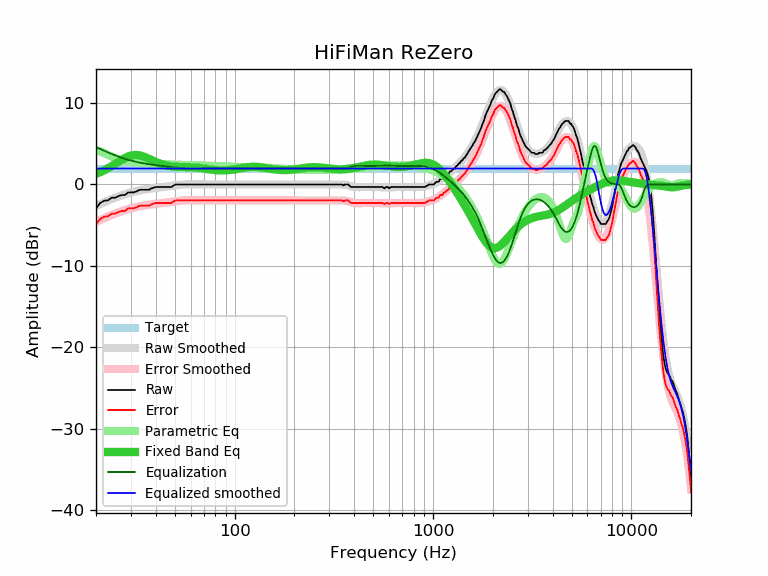 HiFiMan ReZero
Amplitude (dBr)
10
0
−10
−20
−30
−40
Target
Raw Smoothed
Error Smoothed
Raw
Error
Parametric Eq
Fixed Band Eq
Equalization
Equalized smoothed
100
1000
10000
Frequency (Hz)